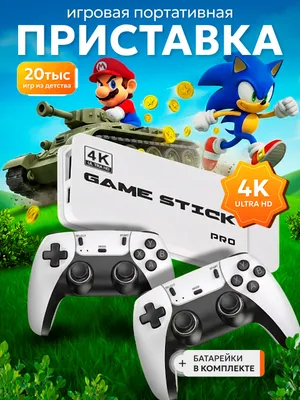 игровая портативная
ПРИСТАВКА
20тыс
игр из детства
4K
ULTRA HD
GAME STICK
PRO
4K
ULTRA HD
+ БАТАРЕЙКИ
В КОМПЛЕКТЕ